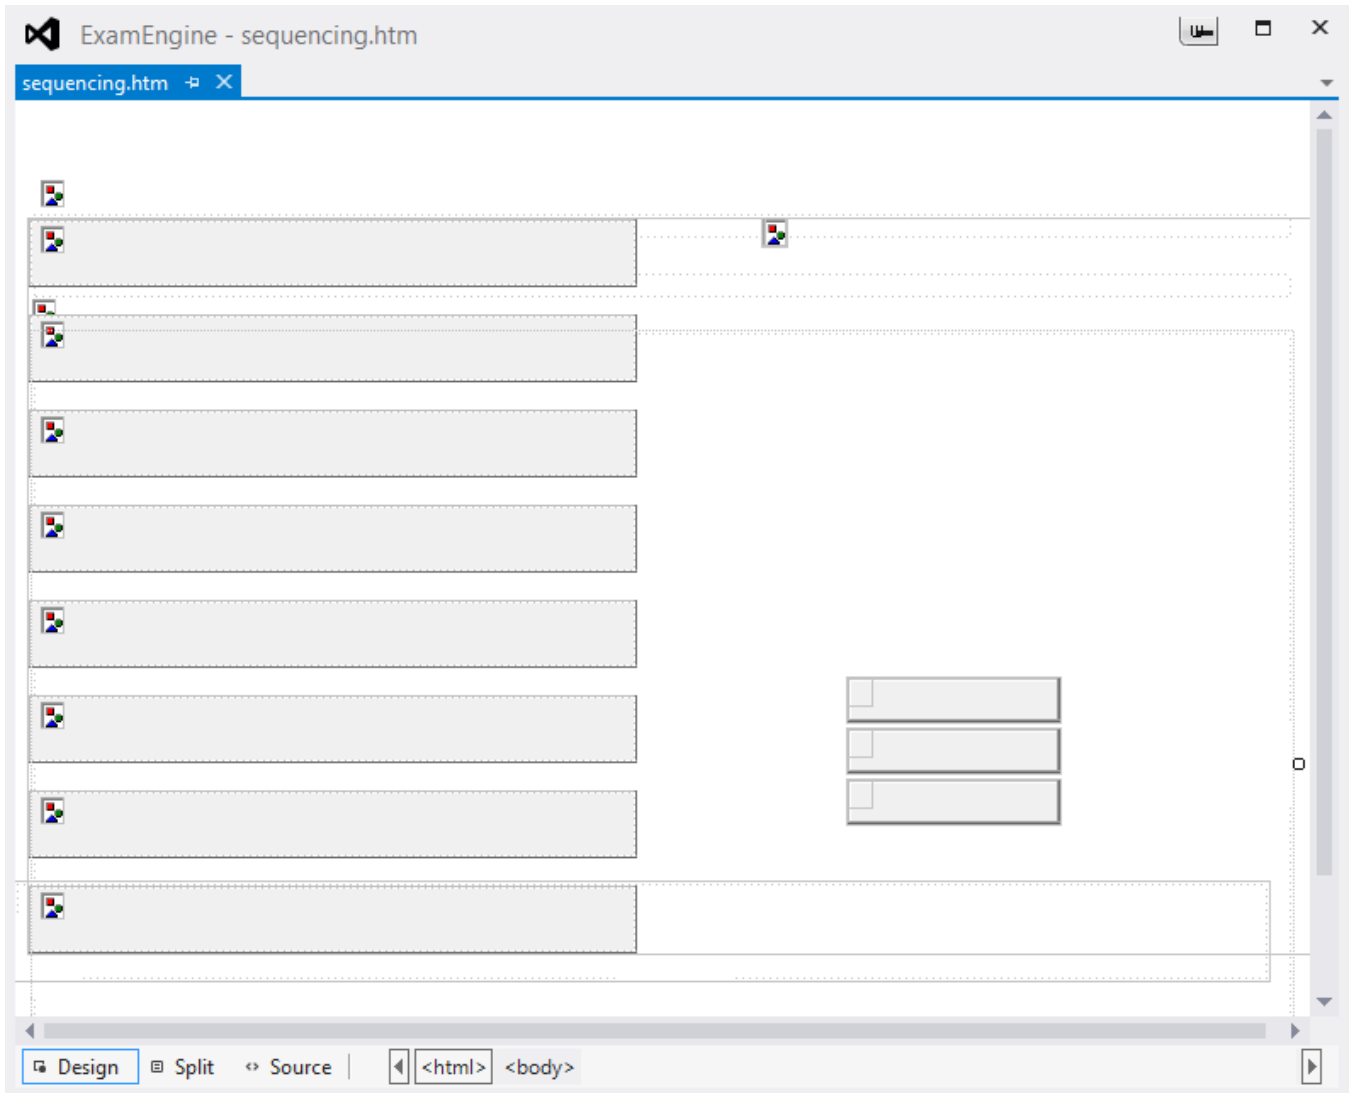 ExamEngine - sequencing.htm
sequencing.htm
Design Split Source <html> <body>